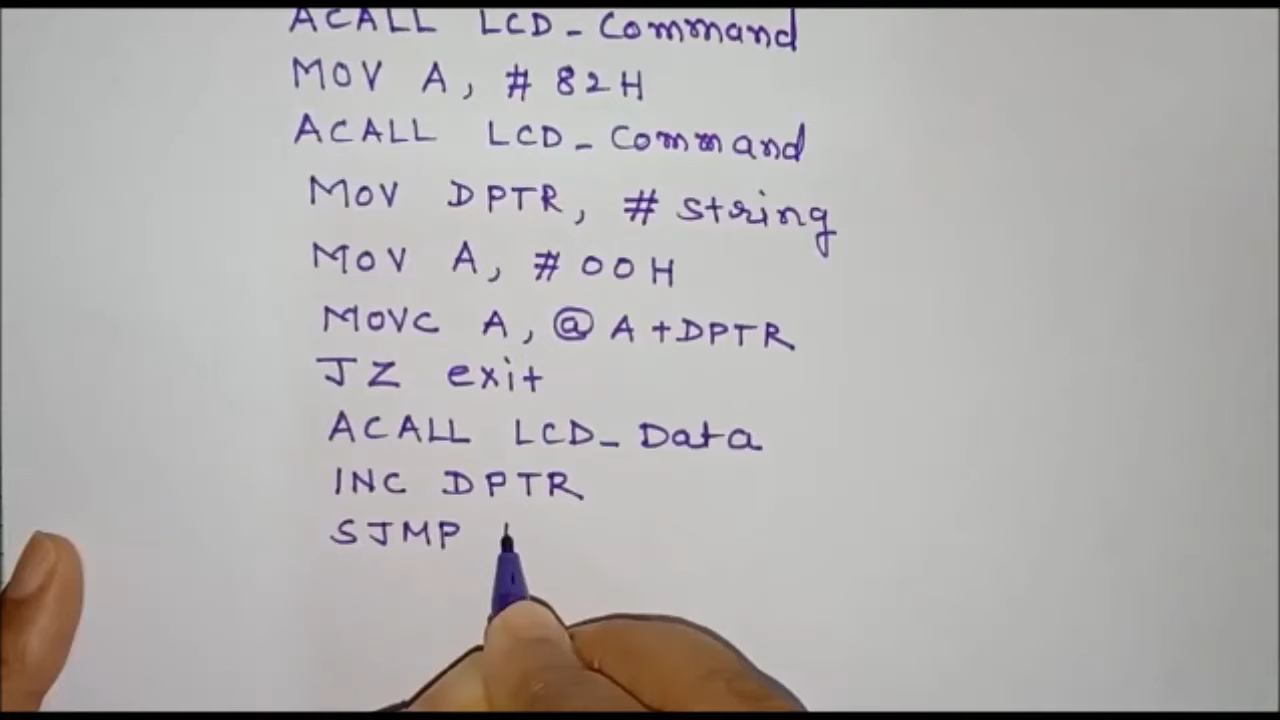 ACALL LCD_Command
MOV A, # 82H
ACALL LCD_Command
MOV DPTR, # string
MOV A, # 00H
MOVC A, @ A+DPTR
JZ exit
ACALL LCD_Data
INC DPTR
SJMP